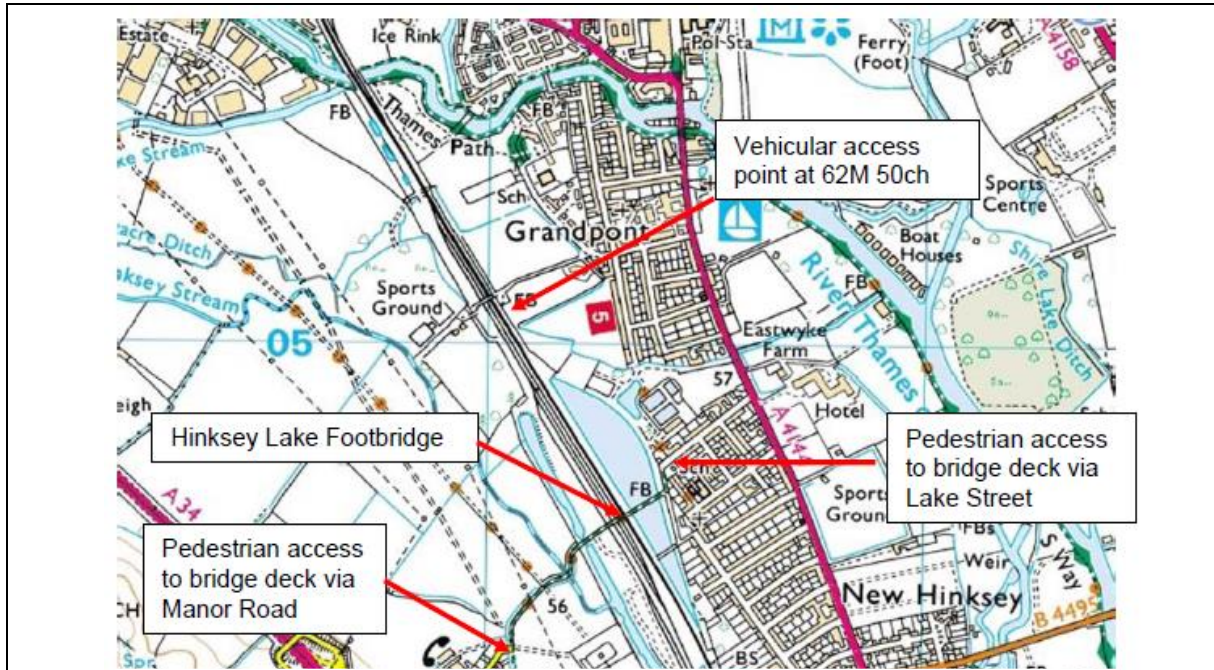 Estate
Ice Rink
Pol Sta
Ferry
(Foot)
A4158
FB
Thames
Path
FB
Vehicular access
point at 62M 50ch
Sports
Centre
Sch
Grandpont
Boat
Houses
Shire Lake Ditch
FB
Sports
Ground
FB
5
River Thames
Eastwyke
Farm
05
57
Hotel
Hinksey Lake Footbridge
Pedestrian access
to bridge deck via
Lake Street
A 34
FB
Sch
Sports
FBs
Weir
Pedestrian access
to bridge deck via
Manor Road
56
New Hinksey
B 4495
BS